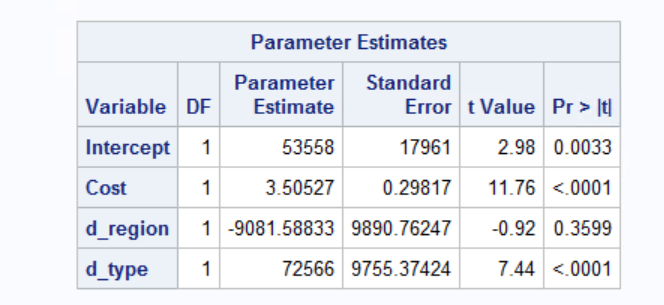 Parameter Estimates
Variable DF Parameter Estimate Standard Error t Value Pr > |t|
Intercept 1 53558 17961 2.98 0.0033
Cost 1 3.50527 0.29817 11.76 <.0001
d_region 1 -9081.58833 9890.76247 -0.92 0.3599
d_type 1 72566 9755.37424 7.44 <.0001